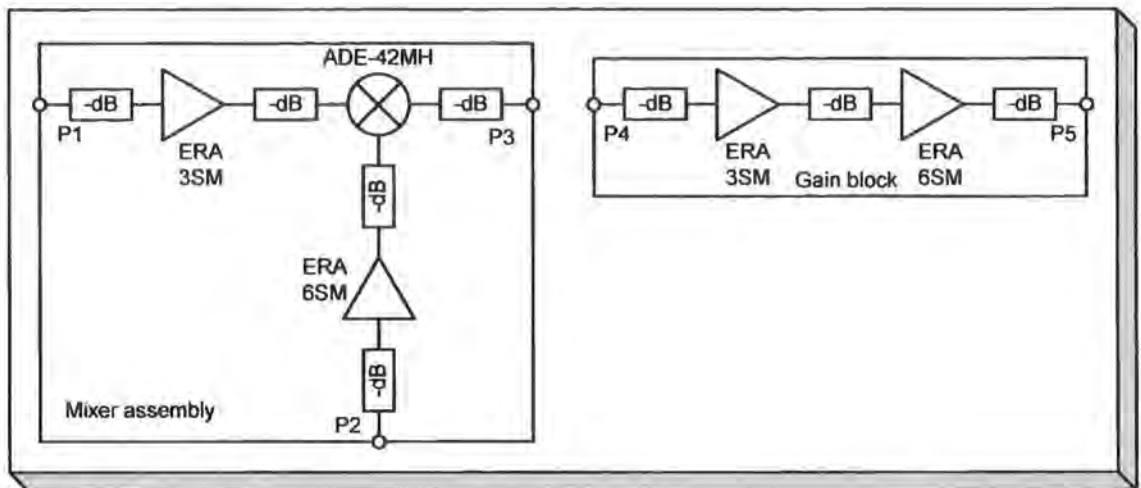 ADE-42MH
-dB
-dB
-dB
P1
P3
ERA
3SM
-dB
ERA
6SM
-dB
Mixer assembly
P2
-dB
-dB
-dB
P4
P5
ERA
3SM
Gain block
ERA
6SM